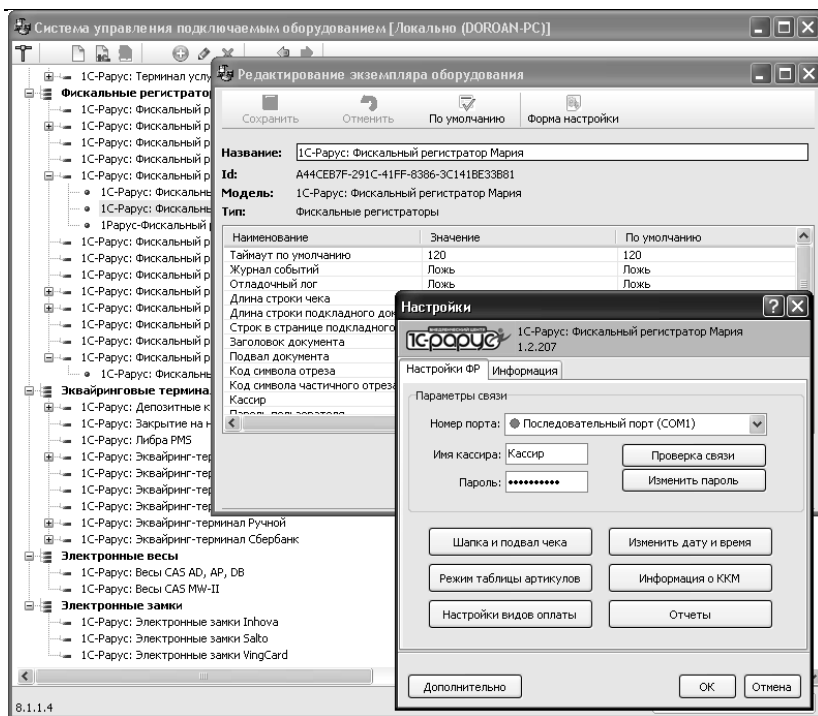 Система управления подключаемым оборудованием [Локально (DOROAN-PC)]
1С-Рарус: Терминал услу
Фискальные регистратор
1С-Рарус: Фискальный р
1С-Рарус: Фискальный р
1С-Рарус: Фискальный р
1С-Рарус: Фискальный р
1С-Рарус: Фискальный р
1С-Рарус: Фискальны
1С-Рарус: Фискальны
1Рарус-Фискальный
1С-Рарус: Фискальный р
1С-Рарус: Фискальный р
1С-Рарус: Фискальный р
1С-Рарус: Фискальный р
1С-Рарус: Фискальный р
1С-Рарус: Фискальный р
1С-Рарус: Фискальный р
1С-Рарус: Фискальный р
1С-Рарус: Фискальны
Эквайринговые термина
1С-Рарус: Депозитные к
1С-Рарус: Закрытие на н
1С-Рарус: Либра PMS
1С-Рарус: Эквайринг-тер
1С-Рарус: Эквайринг-тер
1С-Рарус: Эквайринг-тер
1С-Рарус: Эквайринг-тер
1С-Рарус: Эквайринг-терминал Ручной
1С-Рарус: Эквайринг-терминал Сбербанк
Электронные весы
1С-Рарус: Весы CAS AD, AP, DB
1С-Рарус: Весы CAS MW-II
Электронные замки
1С-Рарус: Электронные замки Inhova
1С-Рарус: Электронные замки Salto
1С-Рарус: Электронные замки VingCard
8.1.1.4
Редактирование экземпляра оборудования
Сохранить Отменить По умолчанию Форма настройки
Название: 1С-Рарус: Фискальный регистратор Мария
Id: A44CEB7F-291C-41FF-8386-3C141BE33B81
Модель: 1С-Рарус: Фискальный регистратор Мария
Тип: Фискальные регистраторы
Наименование Значение По умолчанию
Таймаут по умолчанию 120 120
Журнал событий Ложь Ложь
Отладочный лог Ложь Ложь
Длина строки чека
Длина строки подкладного док
Строк в странице подкладного
Заголовок документа
Подвал документа
Код символа отреза
Код символа частичного отреза
Кассир
Пароль пользователя
Настройки
1С-рарус
1С-Рарус: Фискальный регистратор Мария
1.2.207
Настройки ФР Информация
Параметры связи
Номер порта: Последовательный порт (COM1)
Имя кассира: Кассир Проверка связи
Пароль: •••••••••• Изменить пароль
Шапка и подвал чека Изменить дату и время
Режим таблицы артикулов Информация о ККМ
Настройки видов оплаты Отчеты
Дополнительно ОК Отмена